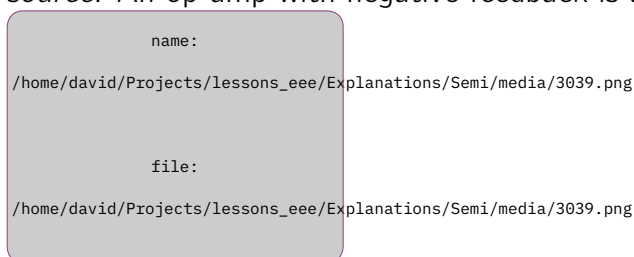 source. An op amp with negative feedback is
name:
/home/david/Projects/lessons_eee/Explanations/Semi/media/3039.png
file:
/home/david/Projects/lessons_eee/Explanations/Semi/media/3039.png